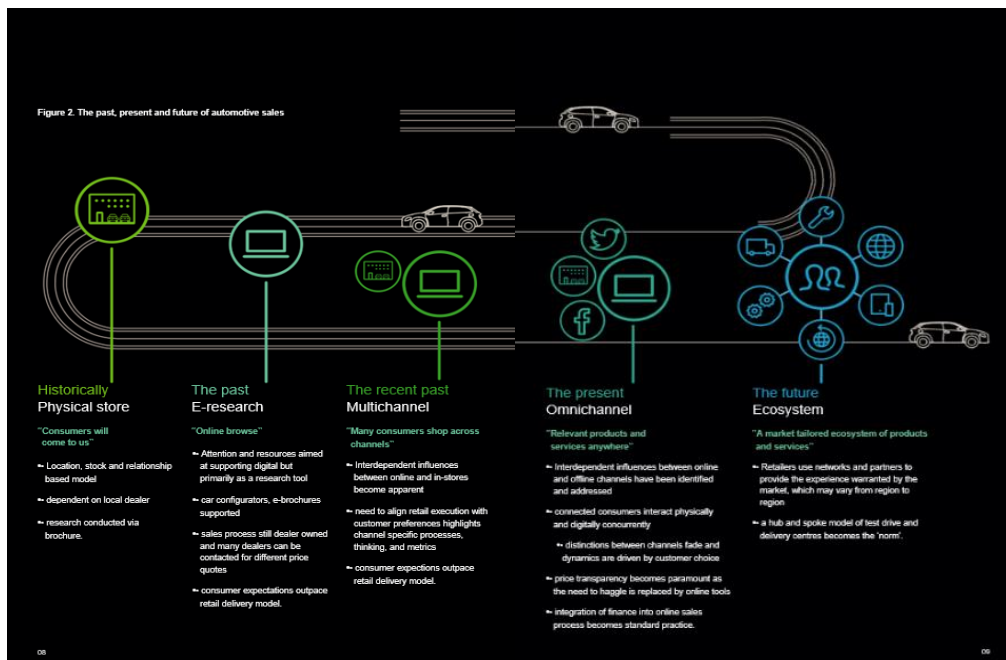 Figure 2. The past, present and future of automotive sales
Historically
Physical store
"Consumers will
come to us"
Location, stock and relationship
based model
dependent on local dealer
research conducted via
brochure.
The past
E-research
"Online browse"
Attention and resources aimed
at supporting digital but
primarily as a research tool
car configurators, e-brochures
supported
sales process still dealer owned
and many dealers can be
contacted for different price
quotes
consumer expectations outpace
retail delivery model.
The recent past
Multichannel
"Many consumers shop across
channels"
Interdependent influences
between online and in-stores
become apparent
need to align retail execution with
customer preferences highlights
channel specific processes,
thinking, and metrics
consumer expections outpace
retail delivery model.
The present
Omnichannel
"Relevant products and
services anywhere"
Interdependent influences between online
and offline channels have been identified
and addressed
connected consumers interact physically
and digitally concurrently
distinctions between channels fade and
dynamics are driven by customer choice
price transparency becomes paramount as
the need to haggle is replaced by online tools
integration of finance into online sales
process becomes standard practice.
The future
Ecosystem
"A market tailored ecosystem of products
and services"
Retailers use networks and partners to
provide the experience warranted by the
market, which may vary from region to
region
a hub and spoke model of test drive and
delivery centres becomes the 'norm'.
08
09